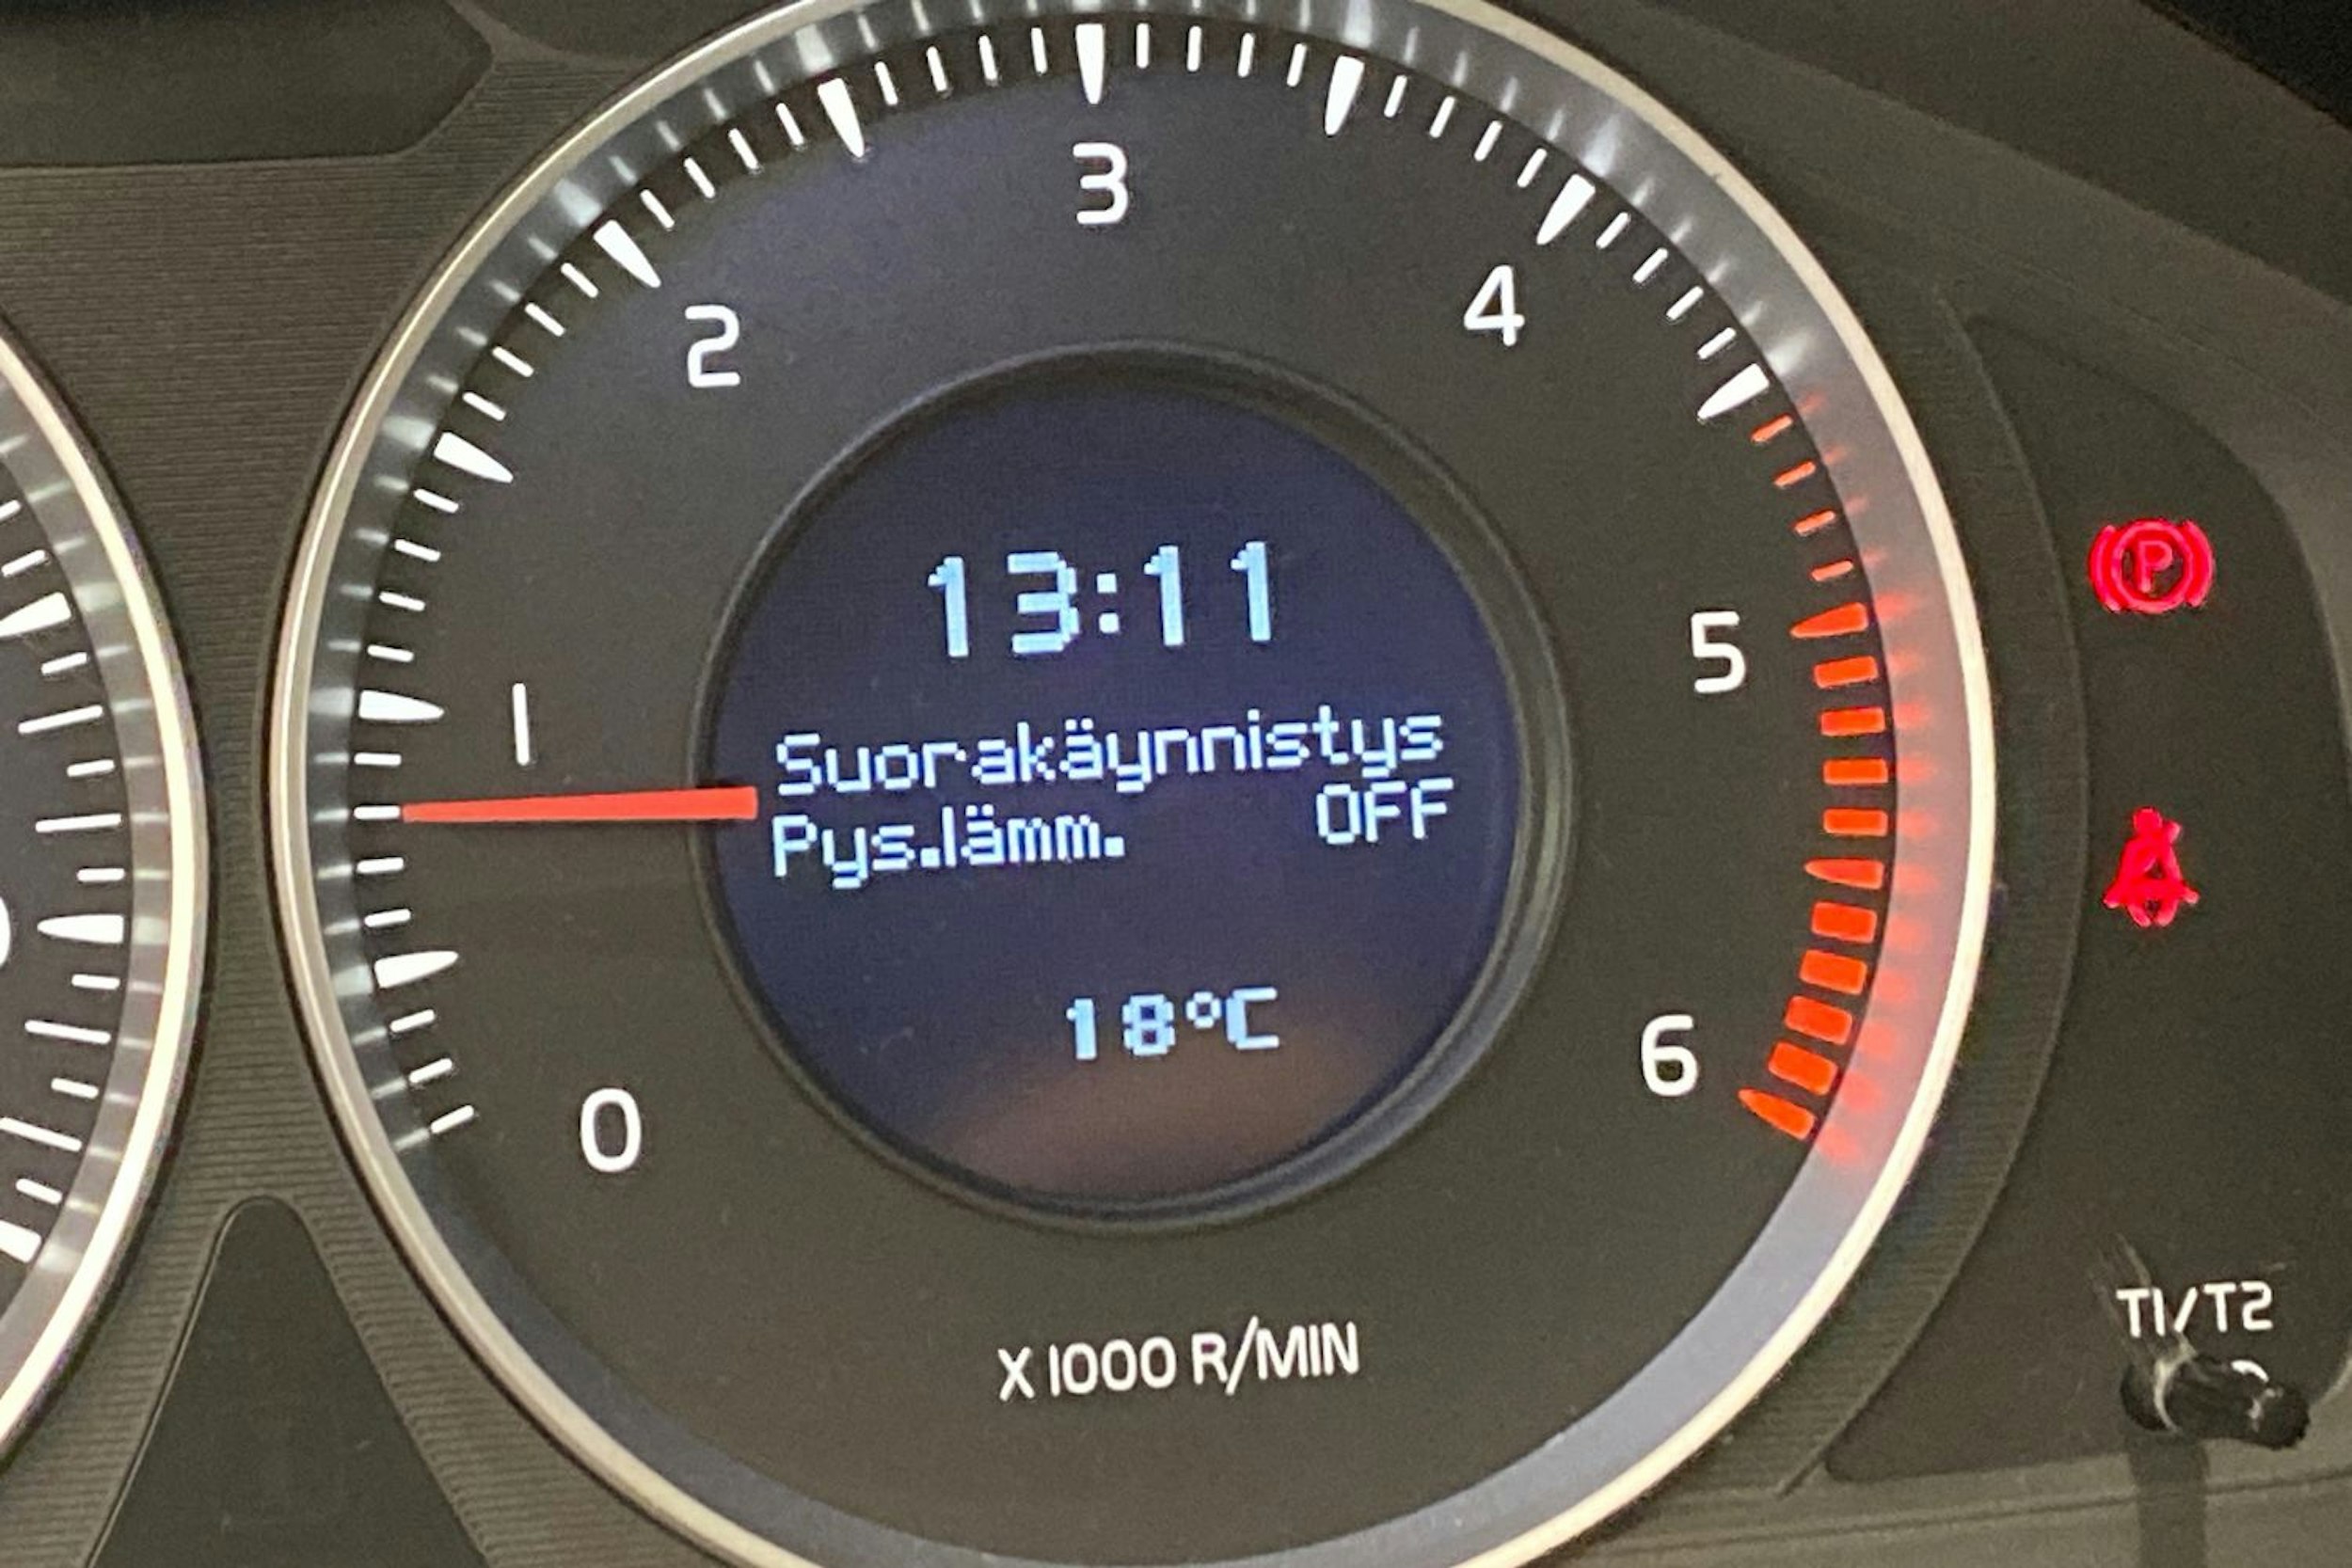 3
2
4
13:11
5
1
Suorakäynnistys
Pys.lämm. OFF
18°C
6
0
T1/T2
X 1000 R/MIN